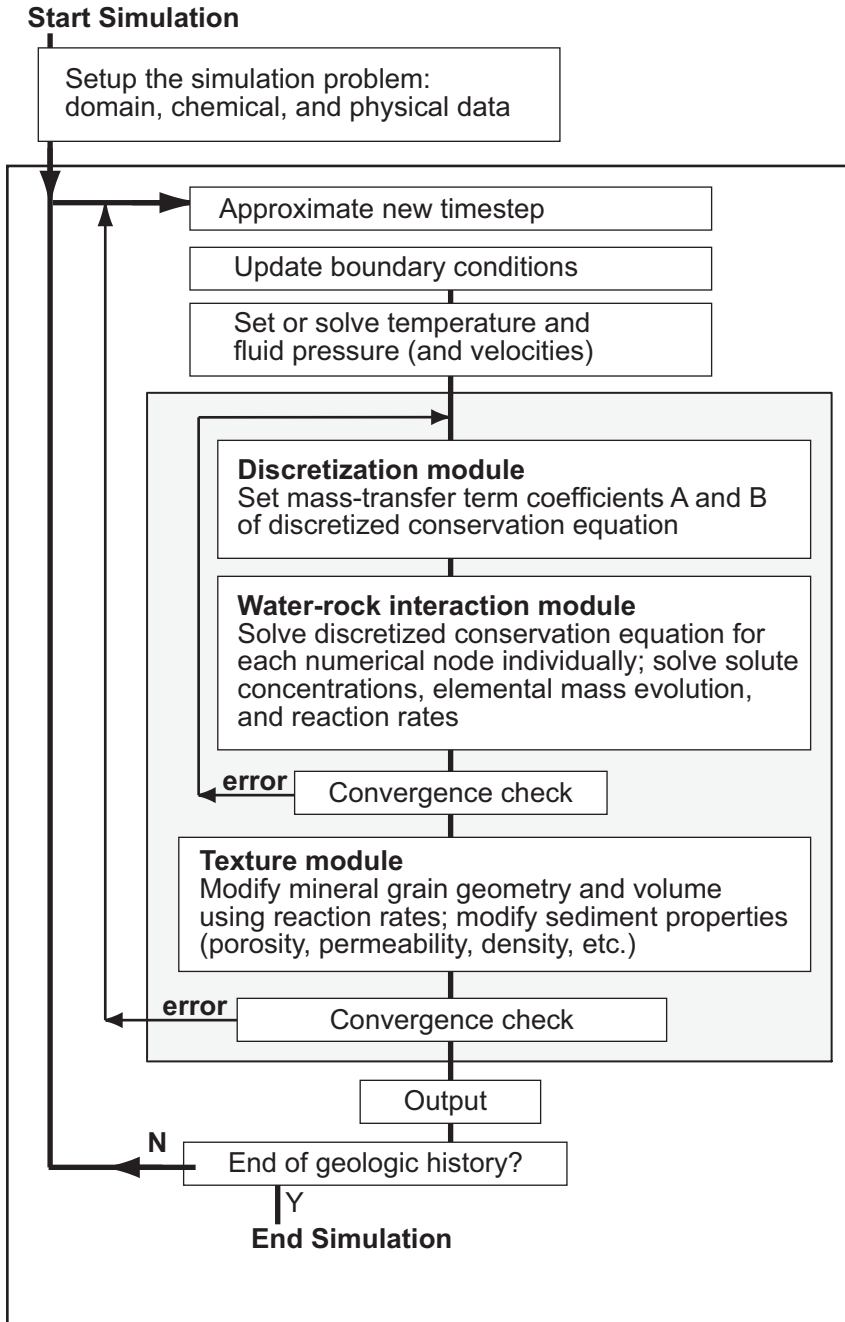 Start Simulation
Setup the simulation problem:
domain, chemical, and physical data
Approximate new timestep
Update boundary conditions
Set or solve temperature and
fluid pressure (and velocities)
Discretization module
Set mass-transfer term coefficients A and B
of discretized conservation equation
Water-rock interaction module
Solve discretized conservation equation for
each numerical node individually; solve solute
concentrations, elemental mass evolution,
and reaction rates
error
Convergence check
Texture module
Modify mineral grain geometry and volume
using reaction rates; modify sediment properties
(porosity, permeability, density, etc.)
error
Convergence check
Output
N
End of geologic history?
Y
End Simulation